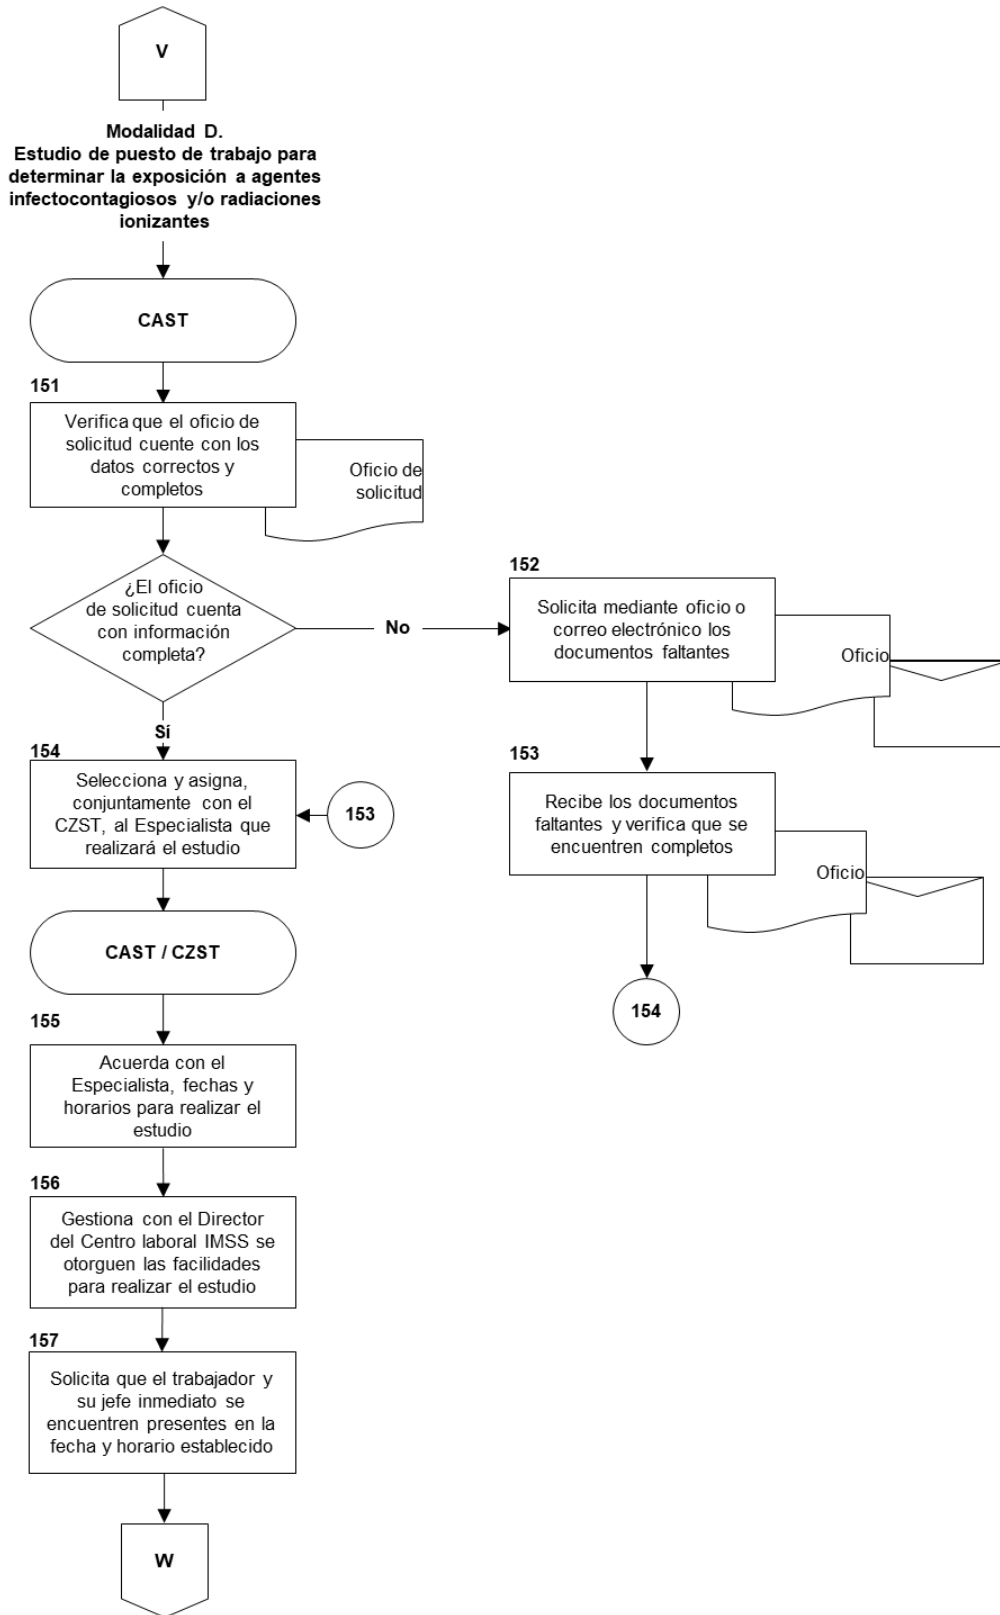 V
Modalidad D.
Estudio de puesto de trabajo para
determinar la exposición a agentes
infectocontagiosos y/o radiaciones
ionizantes
CAST
151
Verifica que el oficio de
solicitud cuente con los
datos correctos y
completos
Oficio de
solicitud
¿El oficio
de solicitud cuenta
con información
completa?
No
152
Solicita mediante oficio o
correo electrónico los
documentos faltantes
Oficio
153
Recibe los documentos
faltantes y verifica que se
encuentren completos
Oficio
154
Sí
154
Selecciona y asigna,
conjuntamente con el
CZST, al Especialista que
realizará el estudio
153
CAST / CZST
155
Acuerda con el
Especialista, fechas y
horarios para realizar el
estudio
156
Gestiona con el Director
del Centro laboral IMSS se
otorguen las facilidades
para realizar el estudio
157
Solicita que el trabajador y
su jefe inmediato se
encuentren presentes en la
fecha y horario establecido
W